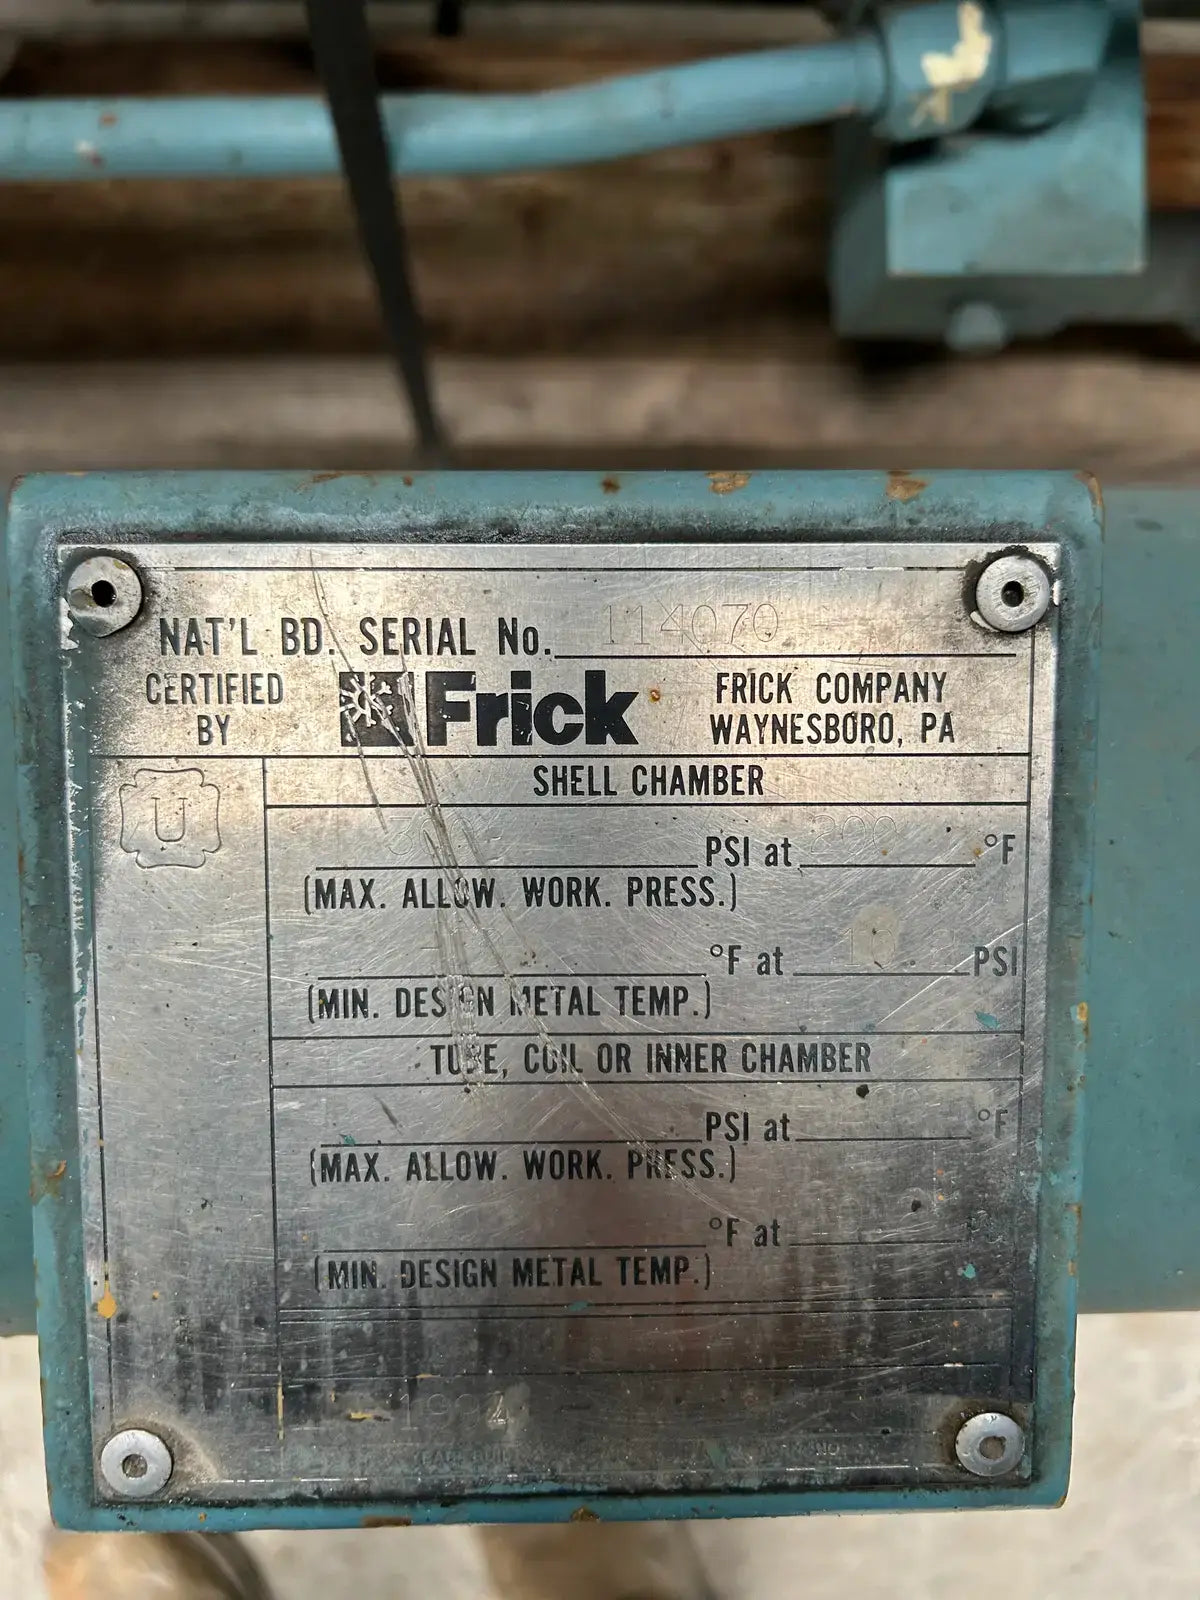 NAT'L BD. SERIAL No. 114070
CERTIFIED BY
Frick
FRICK COMPANY
WAYNESBORO, PA
U
SHELL CHAMBER
PSI at 200 °F
(MAX. ALLOW. WORK. PRESS.)
°F at PSI
(MIN. DESIGN METAL TEMP.)
TUBE, COIL OR INNER CHAMBER
PSI at °F
(MAX. ALLOW. WORK. PRESS.)
°F at
(MIN. DESIGN METAL TEMP.)
1994